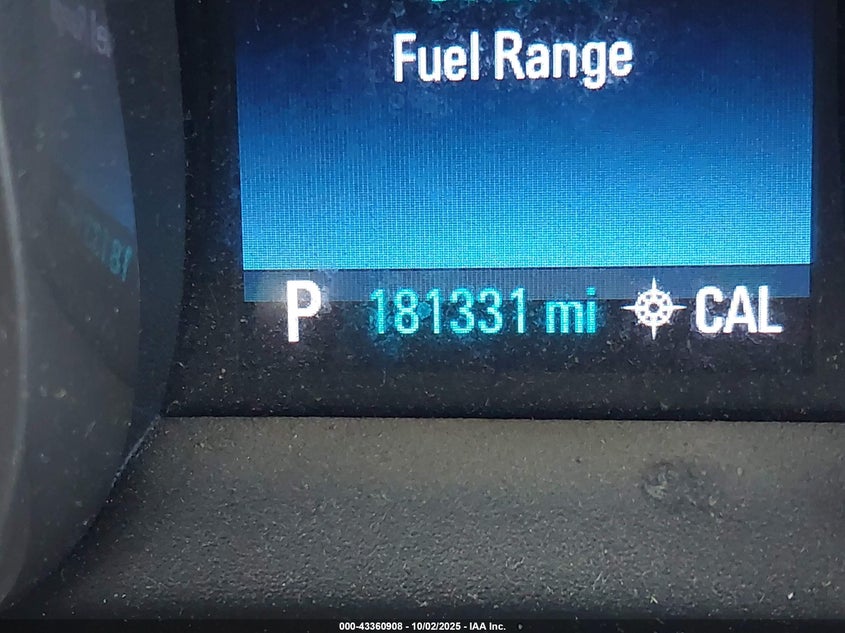 Fuel Range
P 181331 mi CAL
000-43360908 - 10/02/2025 - IAA Inc.